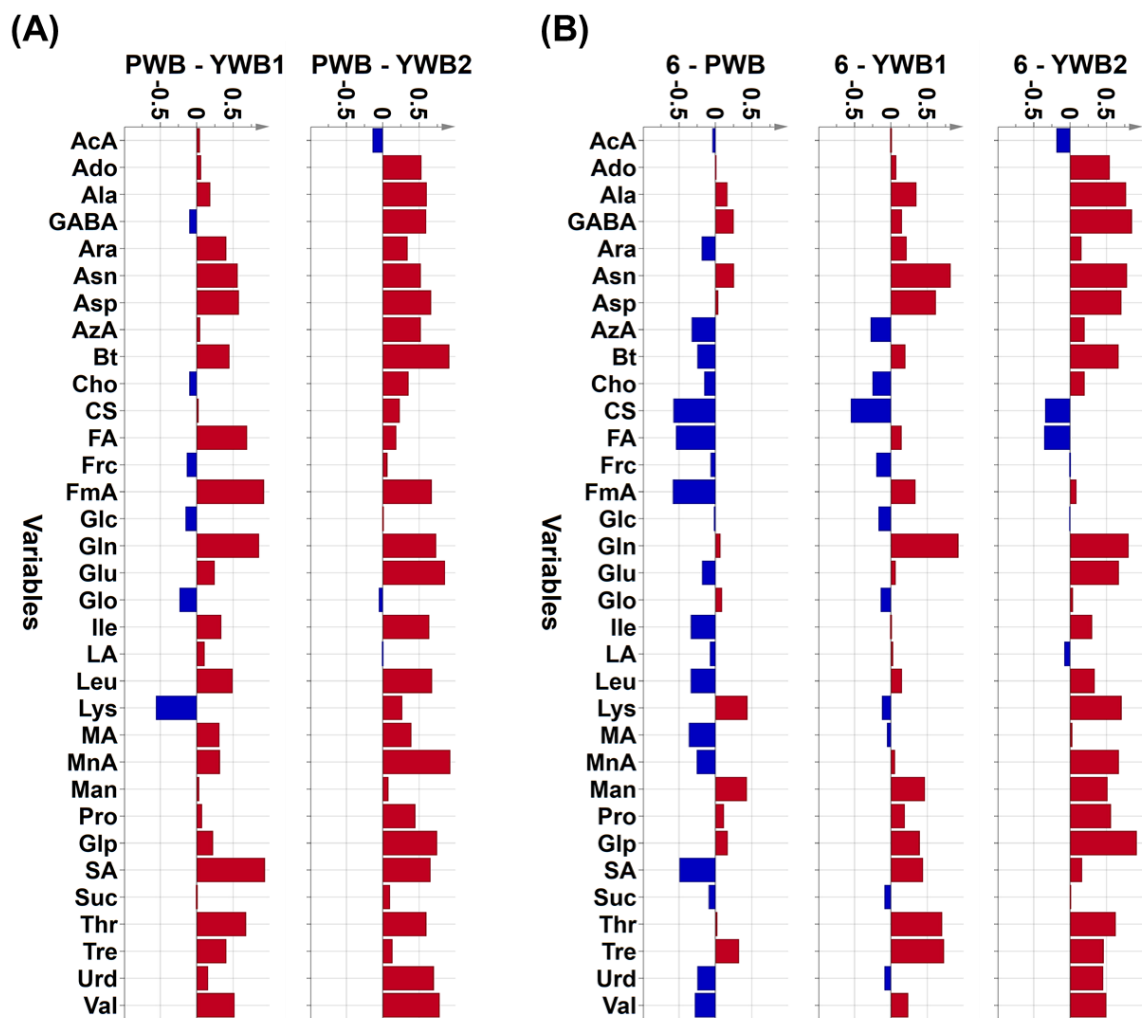 (A)
(B)
PWB - YWB1
PWB - YWB2
6 - PWB
6 - YWB1
6 - YWB2
-0.5 0 0.5
-0.5 0 0.5
-0.5 0 0.5
-0.5 0 0.5
-0.5 0 0.5
Variables
AcA
Ado
Ala
GABA
Ara
Asn
Asp
AzA
Bt
Cho
CS
FA
Frc
FmA
Glc
Gln
Glu
Glo
Ile
LA
Leu
Lys
MA
MnA
Man
Pro
Glp
SA
Suc
Thr
Tre
Urd
Val
Variables
AcA
Ado
Ala
GABA
Ara
Asn
Asp
AzA
Bt
Cho
CS
FA
Frc
FmA
Glc
Gln
Glu
Glo
Ile
LA
Leu
Lys
MA
MnA
Man
Pro
Glp
SA
Suc
Thr
Tre
Urd
Val